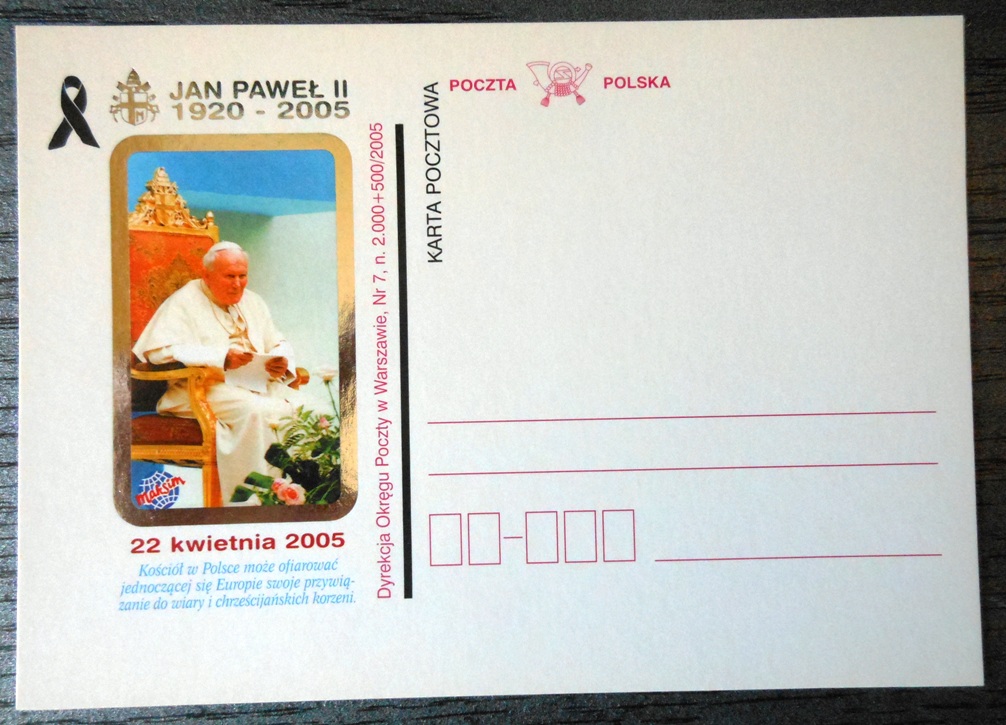 JAN PAWEŁ II
1920 - 2005
maksim
22 kwietnia 2005
Kościół w Polsce może ofiarować
jednoczącej się Europie swoje przywią-
zanie do wiary i chrześcijańskich korzeni.
Dyrekcja Okręgu Poczty w Warszawie, Nr 7, n. 2.000+500/2005
KARTA POCZTOWA
POCZTA POLSKA